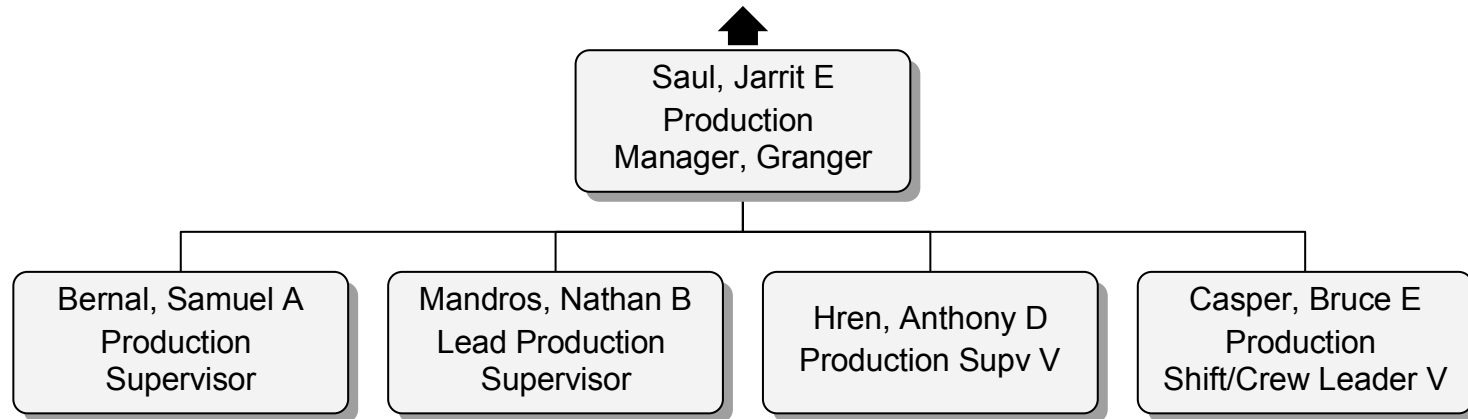 Saul, Jarrit E
Production
Manager, Granger
Bernal, Samuel A
Production
Supervisor
Mandros, Nathan B
Lead Production
Supervisor
Hren, Anthony D
Production Supv V
Casper, Bruce E
Production
Shift/Crew Leader V